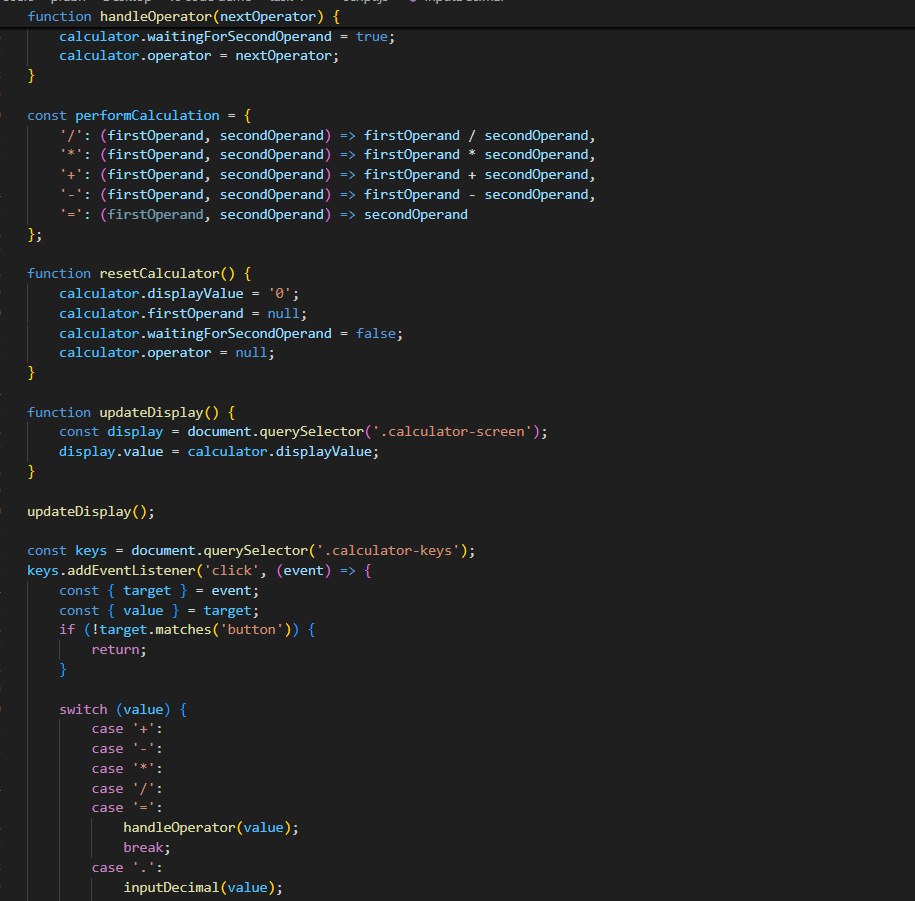 function handleOperator(nextOperator) {
    calculator.waitingForSecondOperand = true;
    calculator.operator = nextOperator;
}

const performCalculation = {
    '/': (firstOperand, secondOperand) => firstOperand / secondOperand,
    '*': (firstOperand, secondOperand) => firstOperand * secondOperand,
    '+': (firstOperand, secondOperand) => firstOperand + secondOperand,
    '-': (firstOperand, secondOperand) => firstOperand - secondOperand,
    '=': (firstOperand, secondOperand) => secondOperand
};

function resetCalculator() {
    calculator.displayValue = '0';
    calculator.firstOperand = null;
    calculator.waitingForSecondOperand = false;
    calculator.operator = null;
}

function updateDisplay() {
    const display = document.querySelector('.calculator-screen');
    display.value = calculator.displayValue;
}

updateDisplay();

const keys = document.querySelector('.calculator-keys');
keys.addEventListener('click', (event) => {
    const { target } = event;
    const { value } = target;
    if (!target.matches('button')) {
        return;
    }

    switch (value) {
        case '+':
        case '-':
        case '*':
        case '/':
        case '=':
            handleOperator(value);
            break;
        case '.':
            inputDecimal(value);